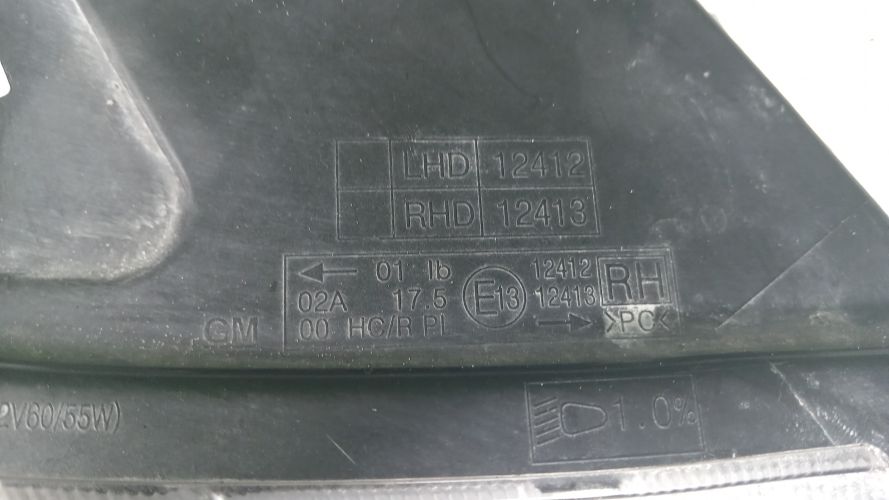 LHD 12412
RHD 12413
← 01 Ib 12412
02A 17.5 E13 12413 RH
GM 00 HC/R PL → >PC<
2V60/55W)
1.0%